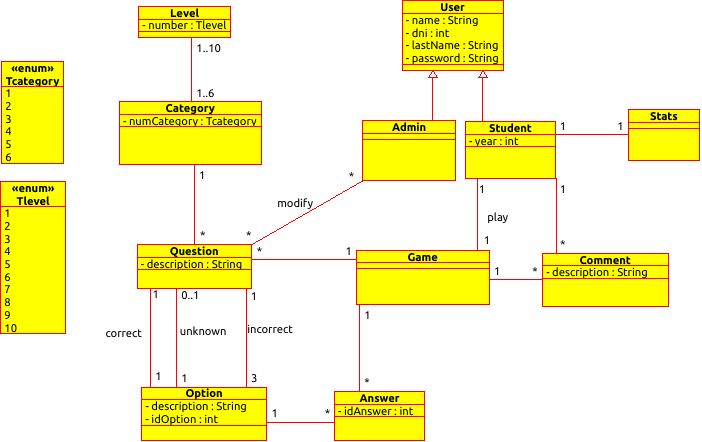 Level
- number : Tlevel
1..10
1..6
«enum»
Tcategory
1
2
3
4
5
6
Category
- numCategory : Tcategory
1
*
User
- name : String
- dni : int
- lastName : String
- password : String
Admin
*
modify
*
Student
- year : int
1
1
Stats
1
play
1
1
*
«enum»
Tlevel
1
2
3
4
5
6
7
8
9
10
Question
- description : String
*
1
Game
1
*
Comment
- description : String
1
correct
1
0..1
unknown
1
1
incorrect
3
1
*
Option
- description : String
- idOption : int
1
*
Answer
- idAnswer : int